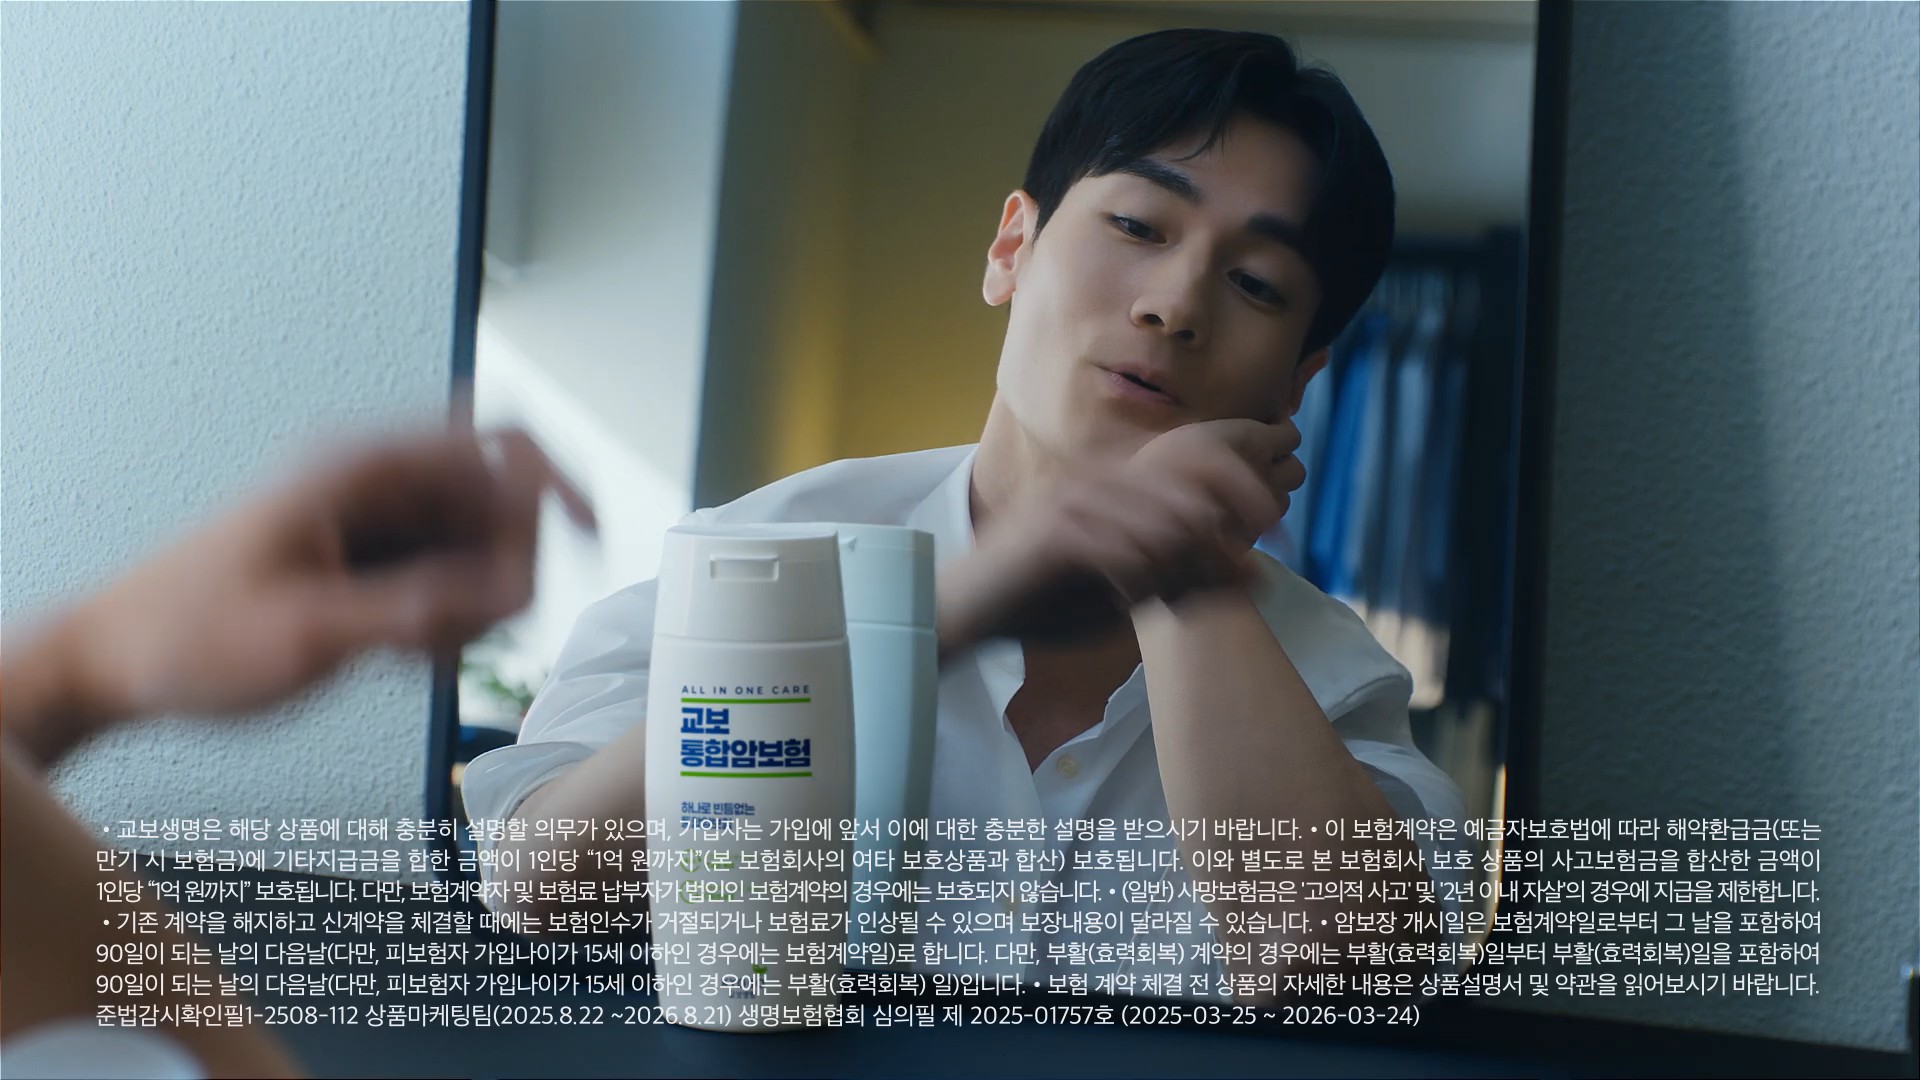 ALL IN ONE CARE
교보
통합암보험
하나로 빈틈없는
• 교보생명은 해당 상품에 대해 충분히 설명할 의무가 있으며, 가입자는 가입에 앞서 이에 대한 충분한 설명을 받으시기 바랍니다. • 이 보험계약은 예금자보호법에 따라 해약환급금(또는
만기 시 보험금)에 기타지급금을 합한 금액이 1인당 “1억 원까지” (본 보험회사의 여타 보호상품과 합산) 보호됩니다. 이와 별도로 본 보험회사 보호 상품의 사고보험금을 합산한 금액이
1인당 “1억 원까지” 보호됩니다. 다만, 보험계약자 및 보험료 납부자가 법인인 보험계약의 경우에는 보호되지 않습니다. • (일반) 사망보험금은 '고의적 사고' 및 '2년 이내 자살'의 경우에 지급을 제한합니다.
• 기존 계약을 해지하고 신계약을 체결할 때에는 보험인수가 거절되거나 보험료가 인상될 수 있으며 보장내용이 달라질 수 있습니다. • 암보장 개시일은 보험계약일로부터 그 날을 포함하여
90일이 되는 날의 다음날(다만, 피보험자 가입나이가 15세 이하인 경우에는 보험계약일)로 합니다. 다만, 부활(효력회복) 계약의 경우에는 부활(효력회복)일부터 부활(효력회복)일을 포함하여
90일이 되는 날의 다음날(다만, 피보험자 가입나이가 15세 이하인 경우에는 부활(효력회복) 일)입니다. • 보험 계약 체결 전 상품의 자세한 내용은 상품설명서 및 약관을 읽어보시기 바랍니다.
준법감시확인필1-2508-112 상품마케팅팀(2025.8.22 ~2026.8.21) 생명보험협회 심의필 제 2025-01757호 (2025-03-25 ~ 2026-03-24)